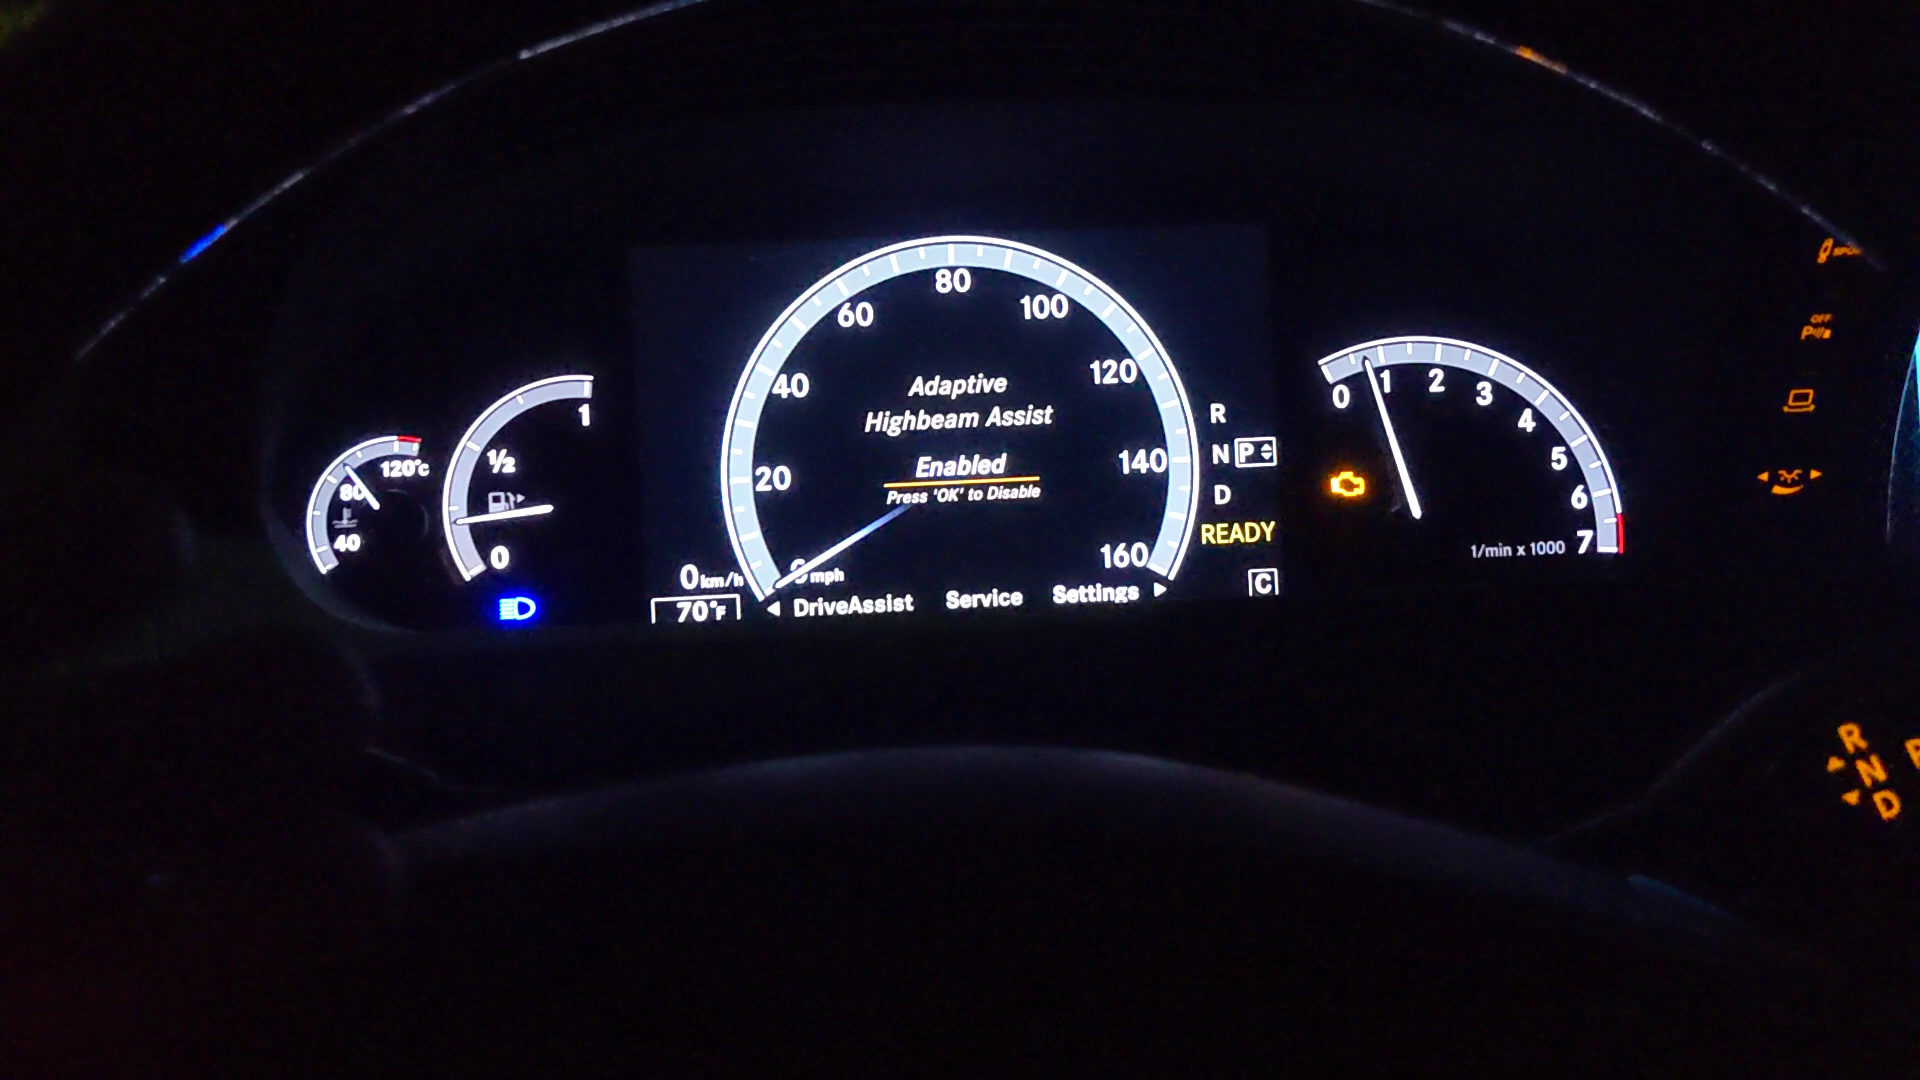 80
60
100
40
120
20
140
160
Adaptive
Highbeam Assist
Enabled
Press 'OK' to Disable
mph
0 km/h
70°F
DriveAssist
Service
Settings
R
N P
D
READY
C
120°C
80
40
1
1/2
0
0
1
2
3
4
5
6
7
1/min x 1000
OFF
R
N
D